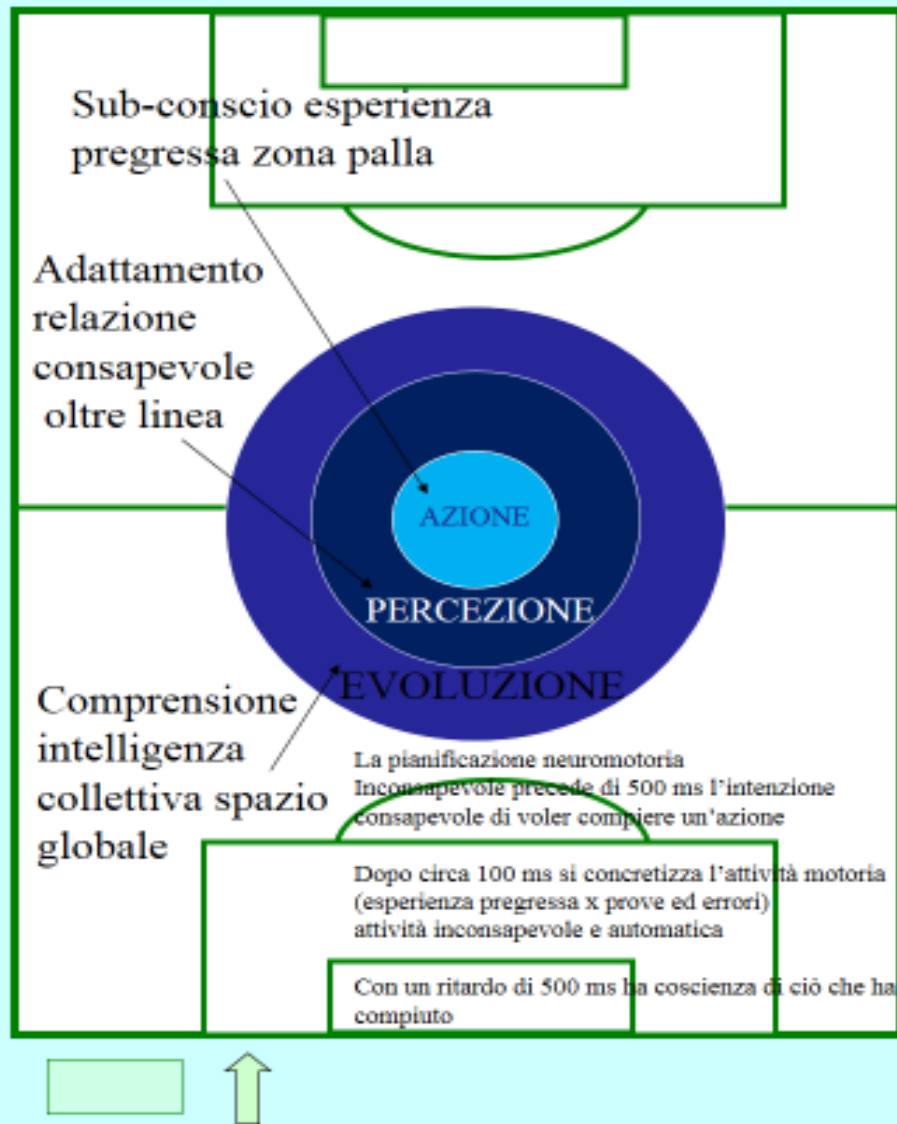 Sub-conscio esperienza
pregressa zona palla
Adattamento
relazione
consapevole
oltre linea
AZIONE
PERCEZIONE
EVOLUZIONE
Comprensione
intelligenza
collettiva spazio
globale
La pianificazione neuromotoria
Inconsapevole precede di 500 ms l’intenzione
consapevole di voler compiere un’azione
Dopo circa 100 ms si concretizza l’attività motoria
(esperienza pregressa x prove ed errori)
attività inconsapevole e automatica
Con un ritardo di 500 ms ha coscienza di ciò che ha
compiuto